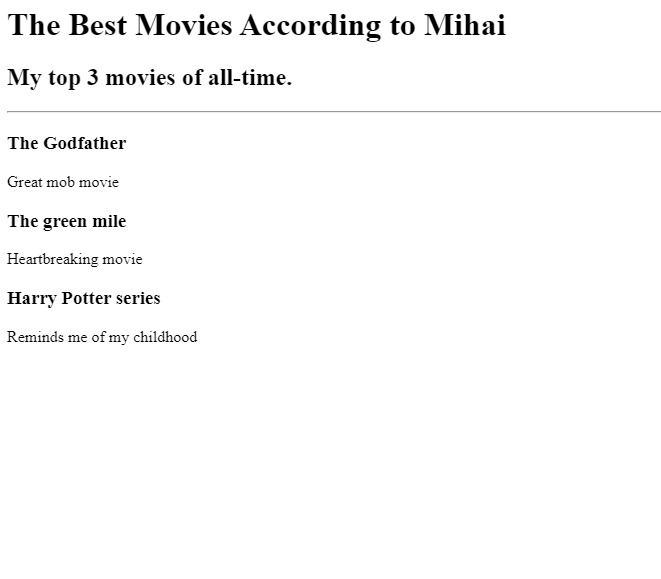 The Best Movies According to Mihai
My top 3 movies of all-time.
The Godfather
Great mob movie
The green mile
Heartbreaking movie
Harry Potter series
Reminds me of my childhood